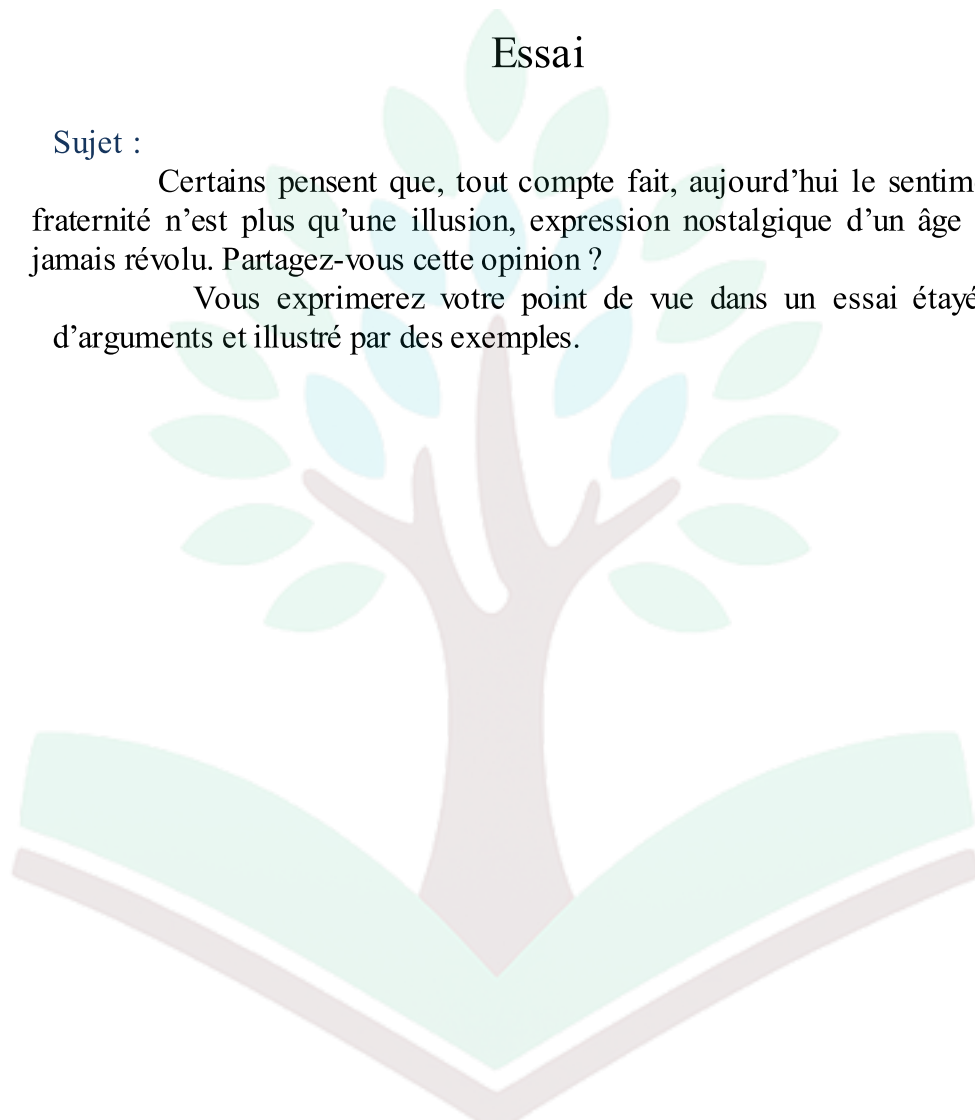 Essai
Sujet :
Certains pensent que, tout compte fait, aujourd’hui le
fraternité n’est plus qu’une illusion, expression nostalgique d’un âge
jamais révolu. Partagez-vous cette opinion ?
Vous exprimerez votre point de vue dans un essai étayé
d’arguments et illustré par des exemples.